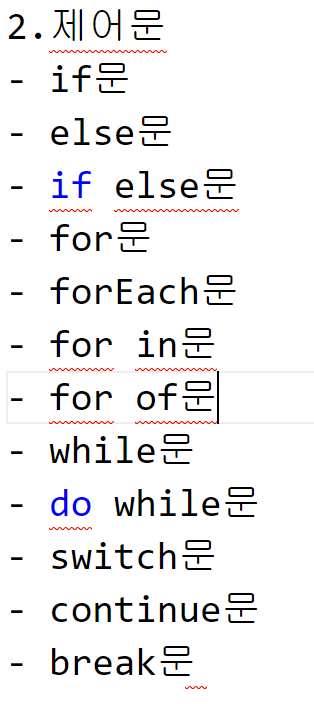 2.제어문
- if문
- else문
- if else문
- for문
- forEach문
- for in문
- for of문
- while문
- do while문
- switch문
- continue문
- break문